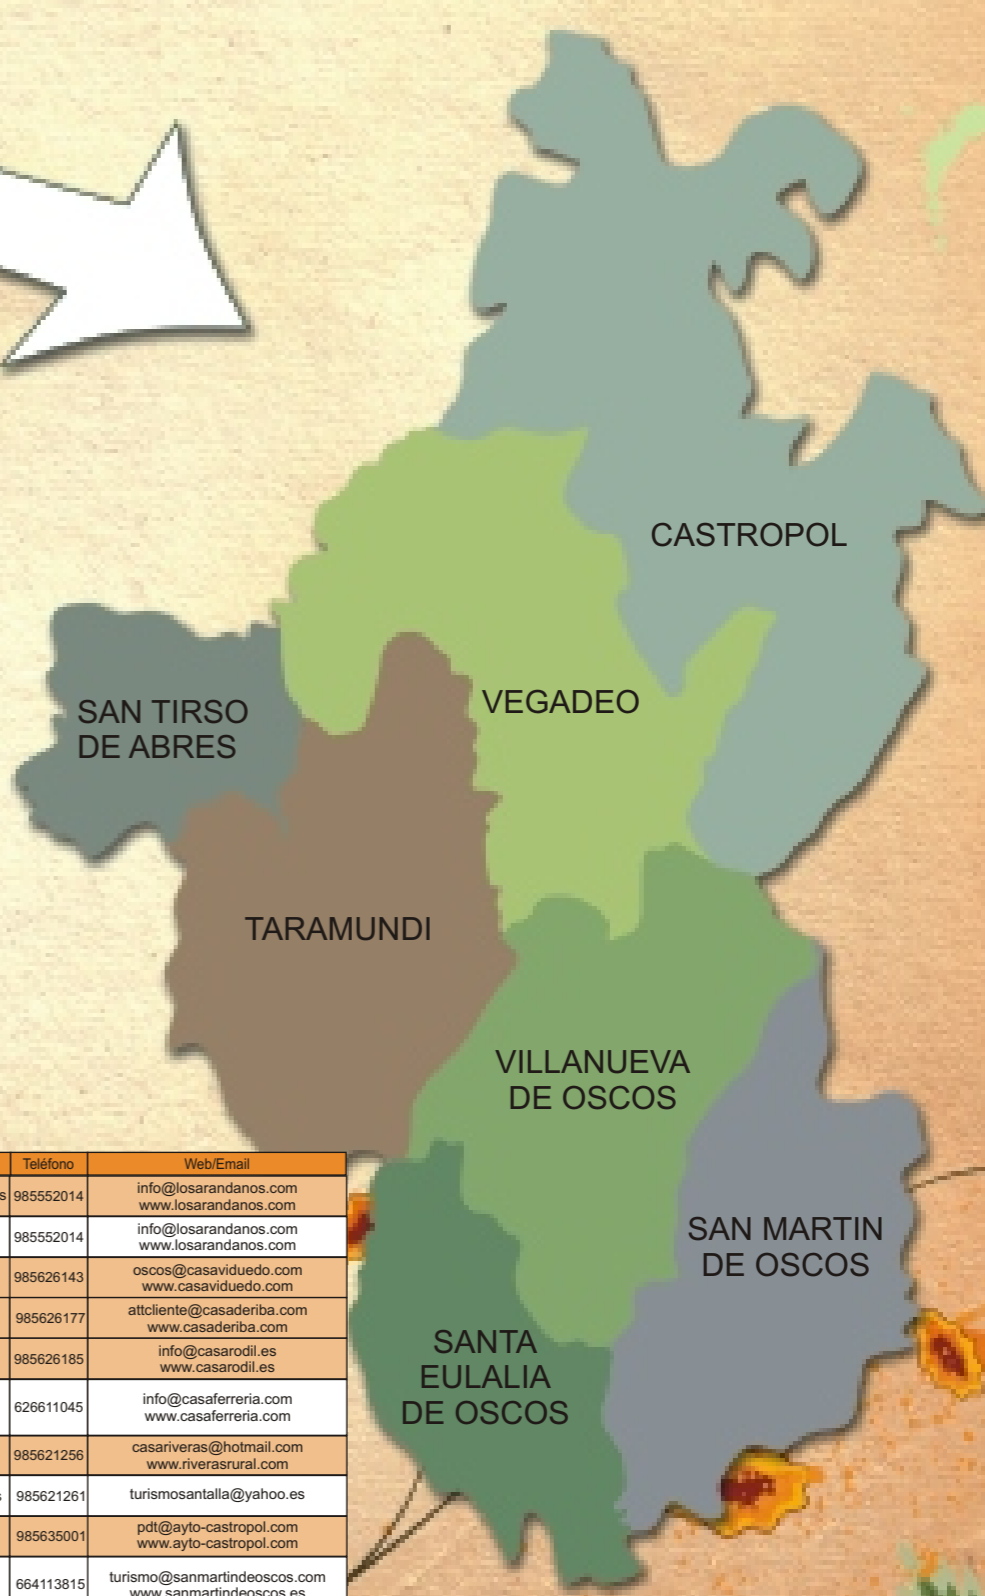 CASTROPOL
VEGADEO
SAN TIRSO
DE ABRES
TARAMUNDI
VILLANUEVA
DE OSCOS
SAN MARTIN
DE OSCOS
SANTA
EULALIA
DE OSCOS
Teléfono Web/Email
s 985552014 info@losarandanos.com
www.losarandanos.com
985552014 info@losarandanos.com
www.losarandanos.com
985626143 oscos@casaviduedo.com
www.casaviduedo.com
985626177 attcliente@casaderiba.com
www.casaderiba.com
985626185 info@casarodil.es
www.casarodil.es
626611045 info@casaferreria.com
www.casaferreria.com
985621256 casariveras@hotmail.com
www.riverasrural.com
s 985621261 turismosantalla@yahoo.es
985635001 pdt@ayto-castropol.com
www.ayto-castropol.com
664113815 turismo@sanmartindeoscos.com
www.sanmartindeoscos.es